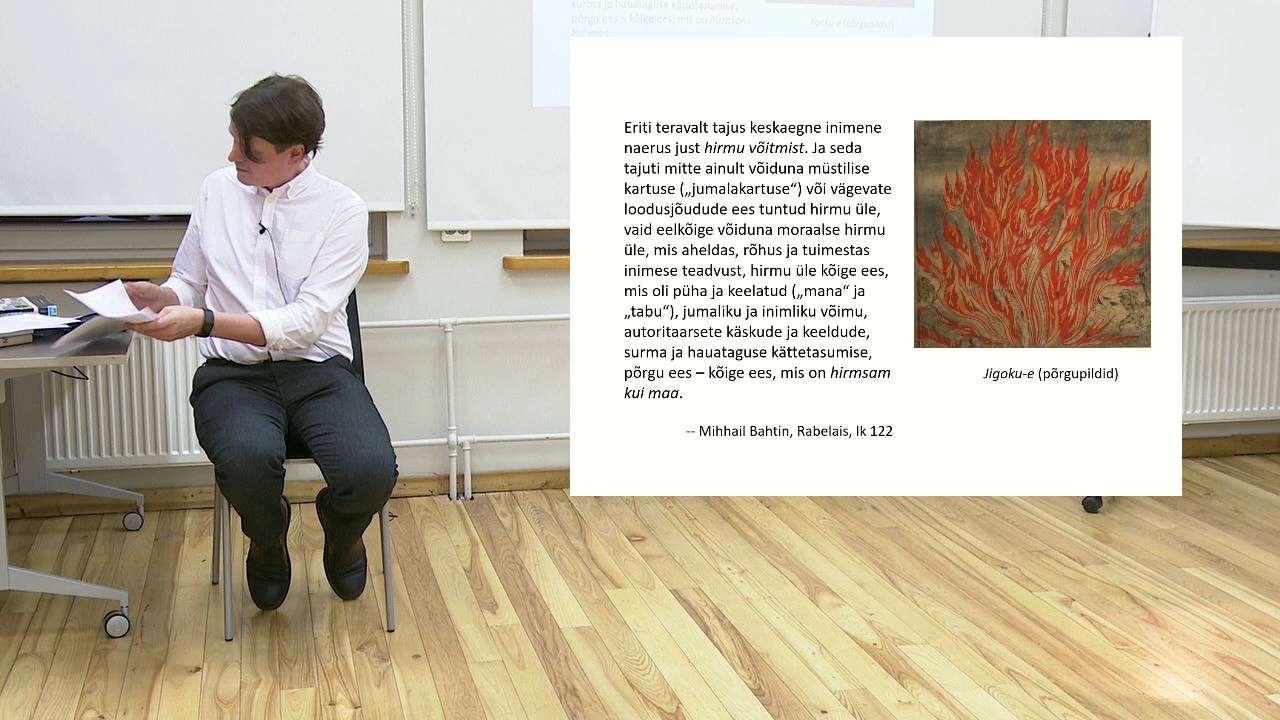 surma ja hauataguse kättetasumise,
põrgu ees – kõige ees, mis on hirmsam
kui maa.
Jigoku-e (põrgupildid)
Eriti teravalt tajus keskaegne inimene
naerus just hirmu võitmist. Ja seda
tajuti mitte ainult võiduna müstilise
kartuse („jumalakartuse“) või vägevate
loodusjõudude ees tuntud hirmu üle,
vaid eelkõige võiduna moraalse hirmu
üle, mis aheldas, rõhus ja tuimestas
inimese teadvust, hirmu üle kõige ees,
mis oli püha ja keelatud („mana“ ja
„tabu“), jumaliku ja inimliku võimu,
autoritaarsete käskude ja keeldude,
surma ja hauataguse kättetasumise,
põrgu ees – kõige ees, mis on hirmsam
kui maa.
-- Mihhail Bahtin, Rabelais, lk 122
Jigoku-e (põrgupildid)